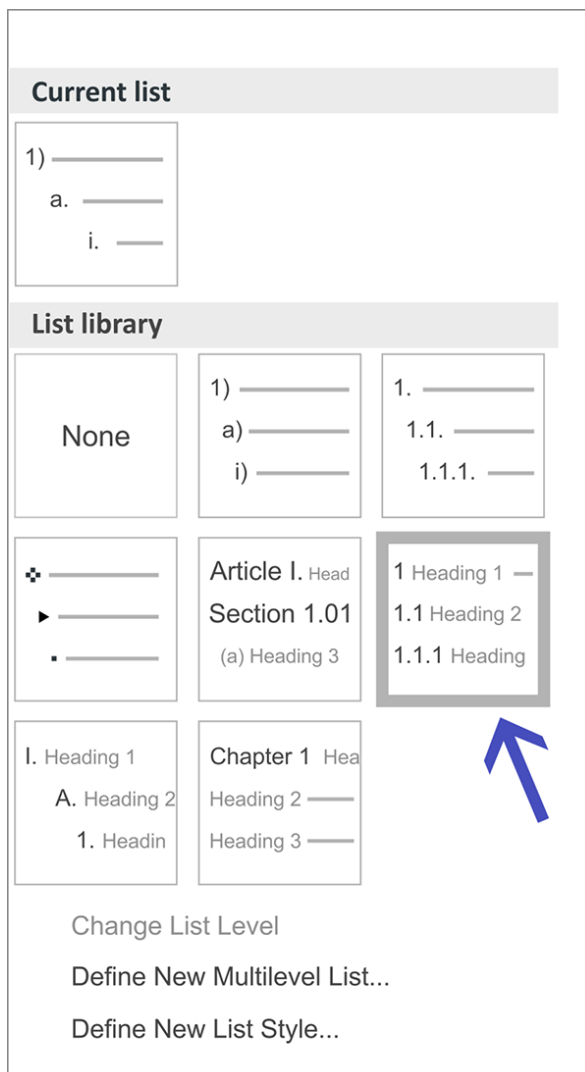 Current list
1)
a.
i.
List library
None
1)
a)
i)
1.
1.1.
1.1.1.
Article I. Head
Section 1.01
(a) Heading 3
1 Heading 1
1.1 Heading 2
1.1.1 Heading
I. Heading 1
A. Heading 2
1. Headin
Chapter 1 Hea
Heading 2
Heading 3
Change List Level
Define New Multilevel List...
Define New List Style...